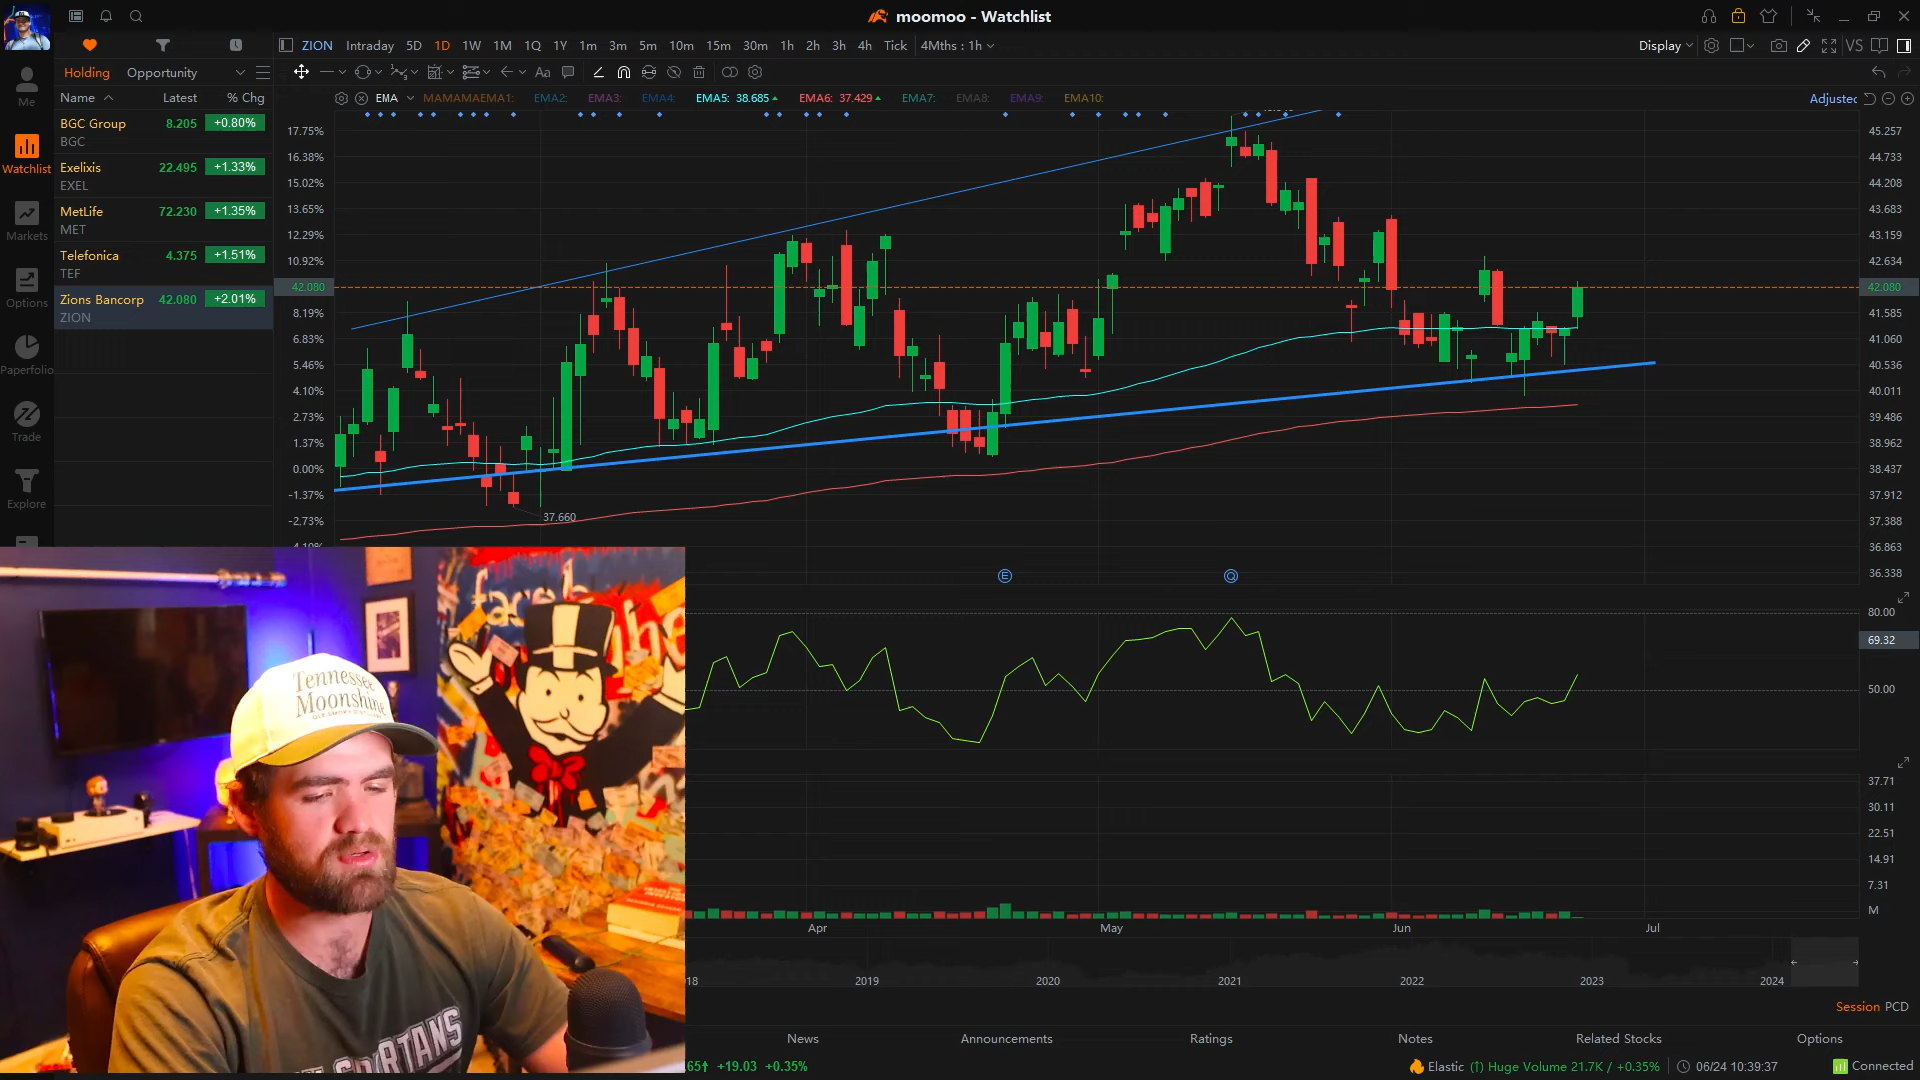 moomoo - Watchlist
ZION Intraday 5D 1D 1W 1M 1Q 1Y 1m 3m 5m 10m 15m 30m 1h 2h 3h 4h Tick 4Mths : 1h
Display VS
Holding Opportunity
Aa
Name Latest % Chg
EMA MAMAMAEMA1: EMA2: EMA3: EMA4: EMA5: 38.685 EMA6: 37.429 EMA7: EMA8: EMA9: EMA10:
Adjusted
BGC Group 8.205 +0.80%
BGC
Exelixis 22.495 +1.33%
EXEL
MetLife 72.230 +1.35%
MET
Telefonica 4.375 +1.51%
TEF
Zions Bancorp 42.080 +2.01%
ZION
Me
Watchlist
Markets
Options
Paperfolio
Trade
Explore
17.75% 45.257
16.38% 44.733
15.02% 44.208
13.65% 43.683
12.29% 43.159
10.92% 42.634
42.080 42.080
8.19% 41.585
6.83% 41.060
5.46% 40.536
4.10% 40.011
2.73% 39.486
1.37% 38.962
0.00% 38.437
-1.37% 37.912
-2.73% 37.388
37.660
36.863
36.338
E Q
80.00
69.32
50.00
37.71
30.11
22.51
14.91
7.31
M
Apr May Jun Jul
18 2019 2020 2021 2022 2023 2024
Session PCD
News Announcements Ratings Notes Related Stocks Options
65↑ +19.03 +0.35%
Elastic (↑) Huge Volume 21.7K / +0.35% 06/24 10:39:37 Connected
Tennessee
Moonshine
SPARTANS